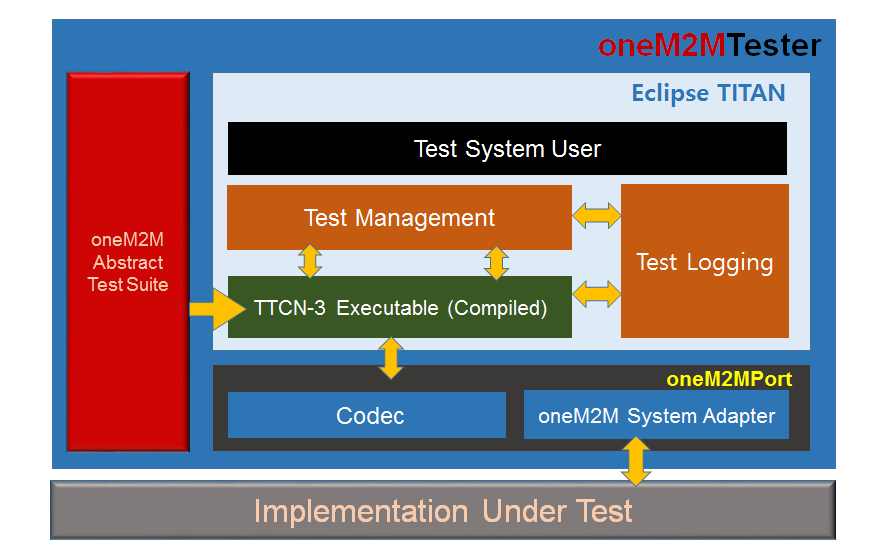 oneM2MTester
Eclipse TITAN
Test System User
Test Management
oneM2M
Abstract
Test Suite
Test Logging
TTCN-3 Executable (Compiled)
oneM2MPort
Codec
oneM2M System Adapter
Implementation Under Test